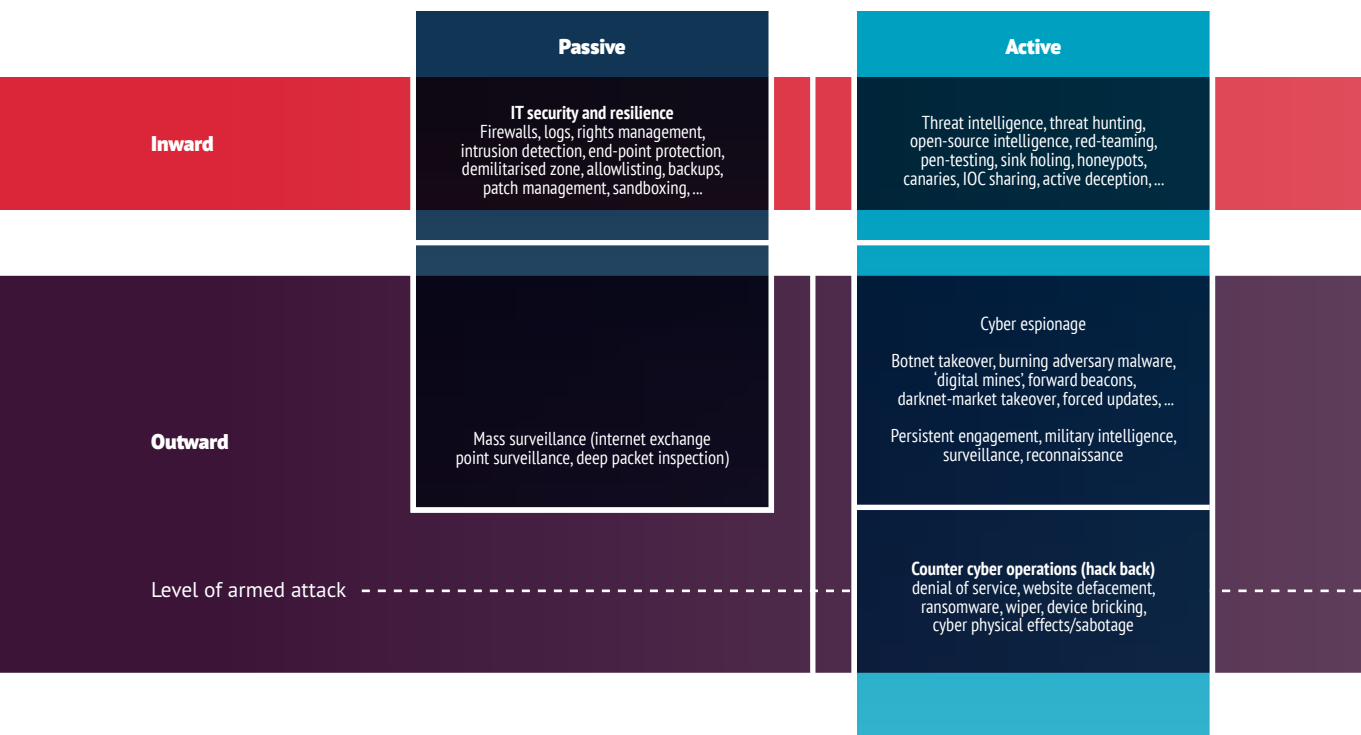 Passive
Active
Inward
IT security and resilience
Firewalls, logs, rights management,
intrusion detection, end-point protection,
demilitarised zone, allowlisting, backups,
patch management, sandboxing, ...
Threat intelligence, threat hunting,
open-source intelligence, red-teaming,
pen-testing, sink holing, honeypots,
canaries, IOC sharing, active deception, ...
Outward
Mass surveillance (internet exchange
point surveillance, deep packet inspection)
Cyber espionage
Botnet takeover, burning adversary malware,
‘digital mines’, forward beacons,
darknet-market takeover, forced updates, ...
Persistent engagement, military intelligence,
surveillance, reconnaissance
Level of armed attack
Counter cyber operations (hack back)
denial of service, website defacement,
ransomware, wiper, device bricking,
cyber physical effects/sabotage